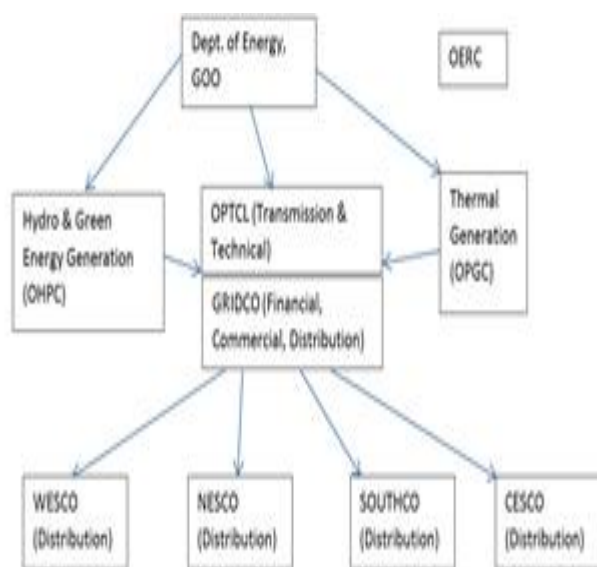 Dept. of Energy,
GOO
OERC
Hydro & Green
Energy Generation
(OHPC)
OPTCL (Transmission &
Technical)
Thermal
Generation
(OPGC)
GRIDCO (Financial,
Commercial, Distribution)
WESCO
(Distribution)
NESCO
(Distribution)
SOUTHCO
(Distribution)
CESCO
(Distribution)